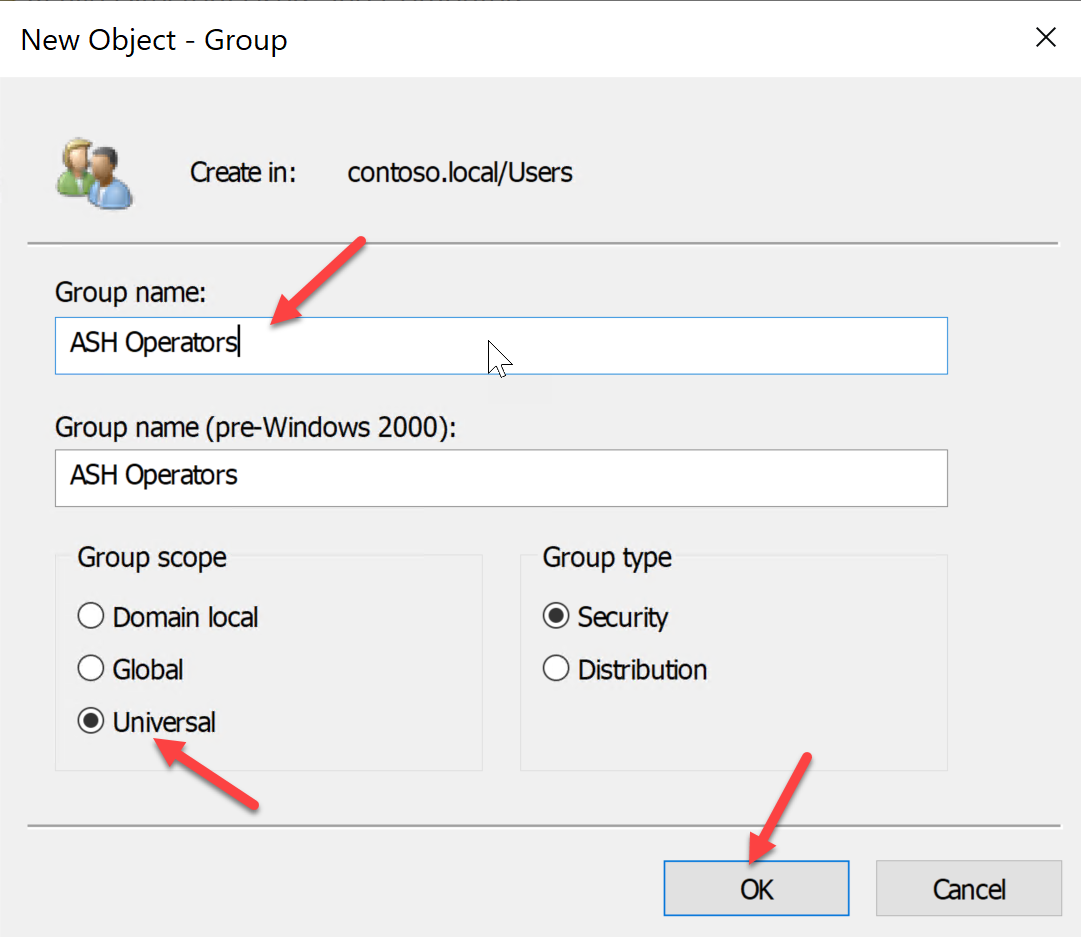 New Object - Group
Create in: contoso.local/Users
Group name:
ASH Operators
Group name (pre-Windows 2000):
ASH Operators
Group scope
Domain local
Global
Universal
Group type
Security
Distribution
OK
Cancel